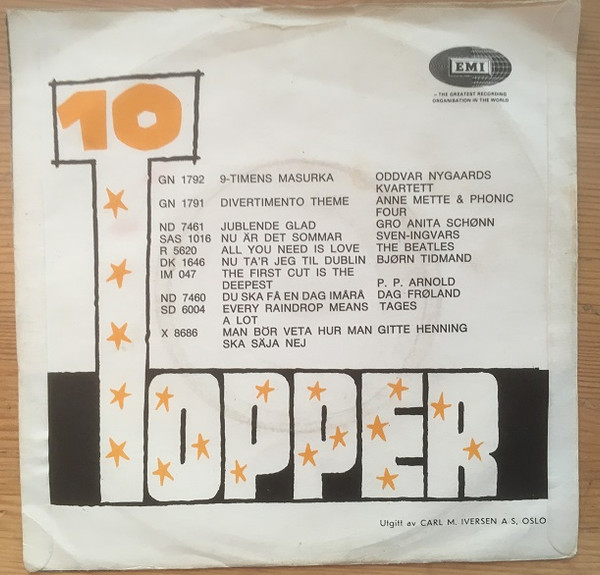 10
EMI
– THE GREATEST RECORDING
ORGANISATION IN THE WORLD
GN 1792 9-TIMENS MASURKA ODDVAR NYGAARDS
KVARTETT
GN 1791 DIVERTIMENTO THEME ANNE METTE & PHONIC
FOUR
ND 7461 JUBLENDE GLAD GRO ANITA SCHØNN
SAS 1016 NU ÄR DET SOMMAR SVEN-INGVARS
R 5620 ALL YOU NEED IS LOVE THE BEATLES
DK 1646 NU TA'R JEG TIL DUBLIN BJØRN TIDMAND
IM 047 THE FIRST CUT IS THE
DEEPEST P. P. ARNOLD
ND 7460 DU SKA FÅ EN DAG IMÅRÅ DAG FRØLAND
SD 6004 EVERY RAINDROP MEANS TAGES
A LOT
X 8686 MAN BÖR VETA HUR MAN GITTE HENNING
SKA SÄJA NEJ
TOPPER
Utgitt av CARL M. IVERSEN A S, OSLO